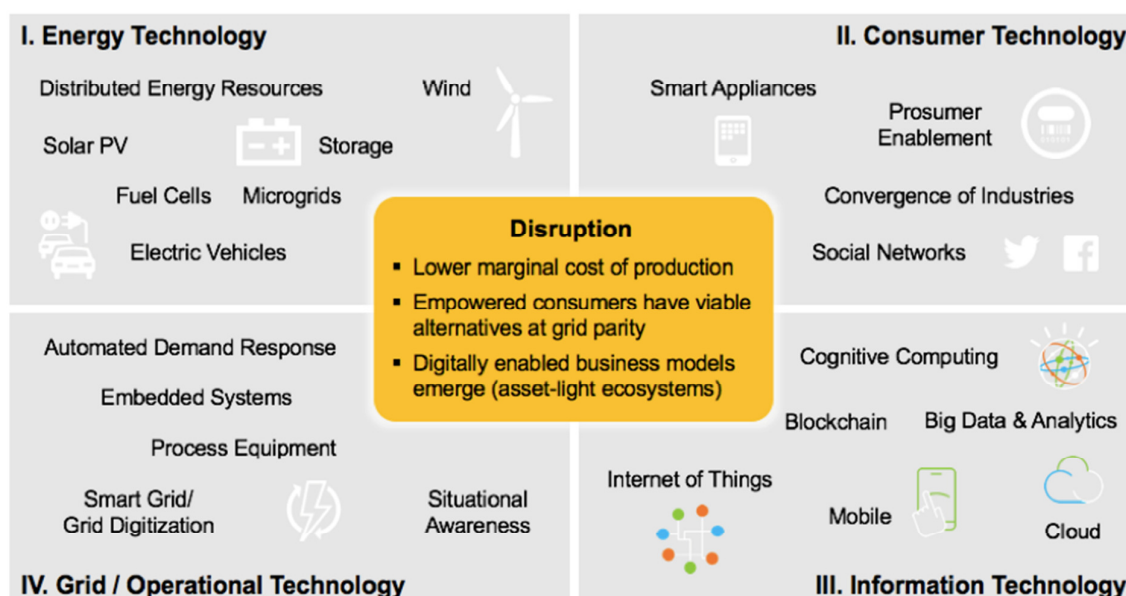 I. Energy Technology
Distributed Energy Resources
Wind
Solar PV
Storage
Fuel Cells
Microgrids
Electric Vehicles
II. Consumer Technology
Smart Appliances
Prosumer
Enablement
Convergence of Industries
Social Networks
Disruption
▪ Lower marginal cost of production
▪ Empowered consumers have viable
alternatives at grid parity
▪ Digitally enabled business models
emerge (asset-light ecosystems)
Automated Demand Response
Embedded Systems
Process Equipment
Smart Grid/
Grid Digitization
Situational
Awareness
IV. Grid / Operational Technology
Cognitive Computing
Blockchain
Big Data & Analytics
Internet of Things
Mobile
Cloud
III. Information Technology